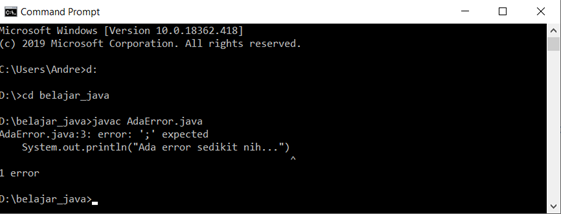 Command Prompt
Microsoft Windows [Version 10.0.18362.418]
(c) 2019 Microsoft Corporation. All rights reserved.
C:\Users\Andre>d:
D:\>cd belajar_java
D:\belajar_java>javac AdaError.java
AdaError.java:3: error: ';' expected
    System.out.println("Ada error sedikit nih...")
                                                  ^
1 error
D:\belajar_java>